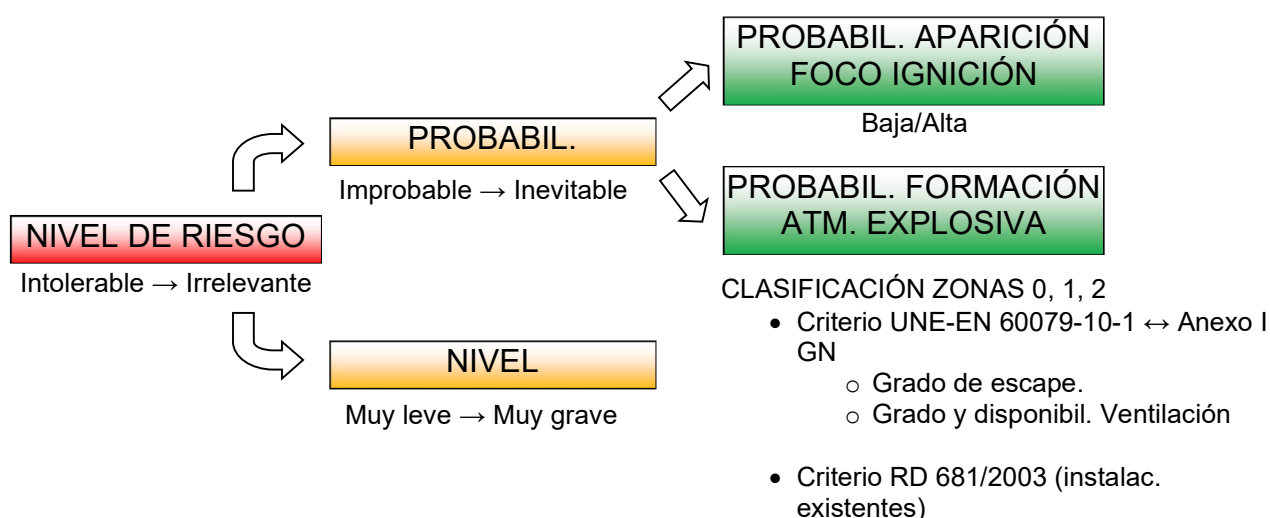 PROBABIL. APARICIÓN
FOCO IGNICIÓN
Baja/Alta
PROBABIL.
Improbable → Inevitable
PROBABIL. FORMACIÓN
ATM. EXPLOSIVA
NIVEL DE RIESGO
Intolerable → Irrelevante
CLASIFICACIÓN ZONAS 0, 1, 2
• Criterio UNE-EN 60079-10-1 ↔ Anexo I
GN
o Grado de escape.
o Grado y disponibil. Ventilación
NIVEL
Muy leve → Muy grave
• Criterio RD 681/2003 (instalac.
existentes)